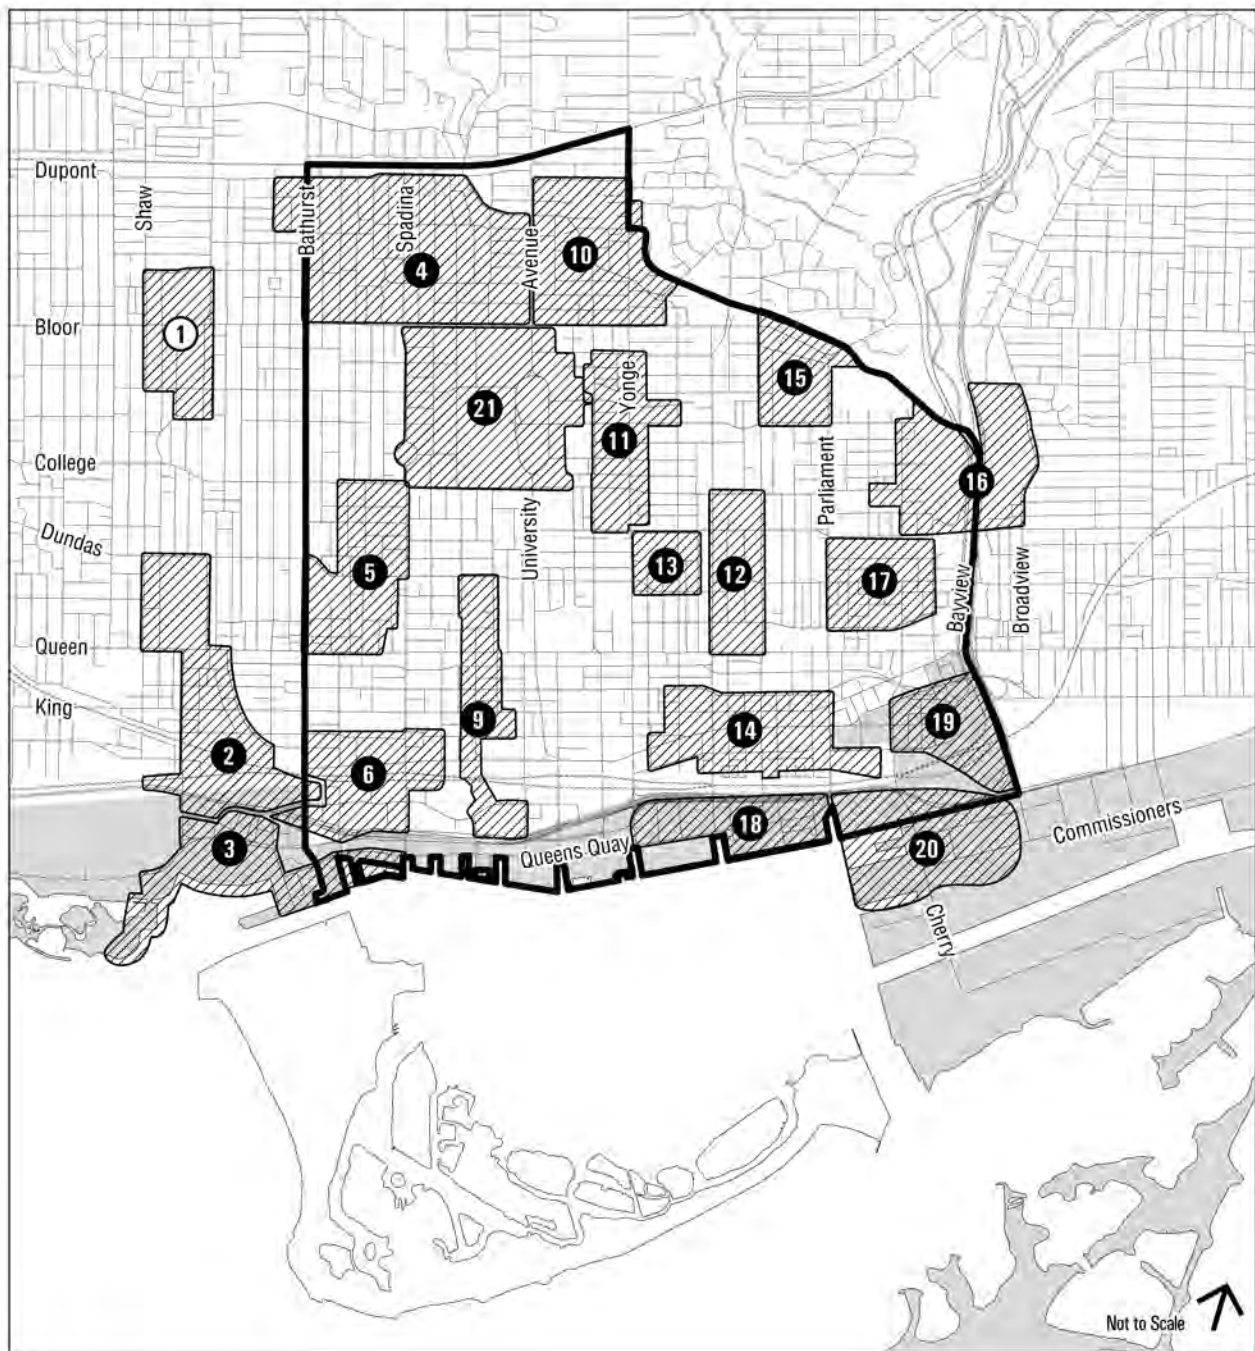 Dupont
Shaw
Bathurst
Spadina
Avenue
10
4
Bloor
1
15
Yonge
21
11
College
Parliament
16
University
Dundas
13
12
5
17
Bayview
Broadview
Queen
King
9
14
19
2
6
Commissioners
18
Queens Quay
3
20
Cherry
Not to Scale